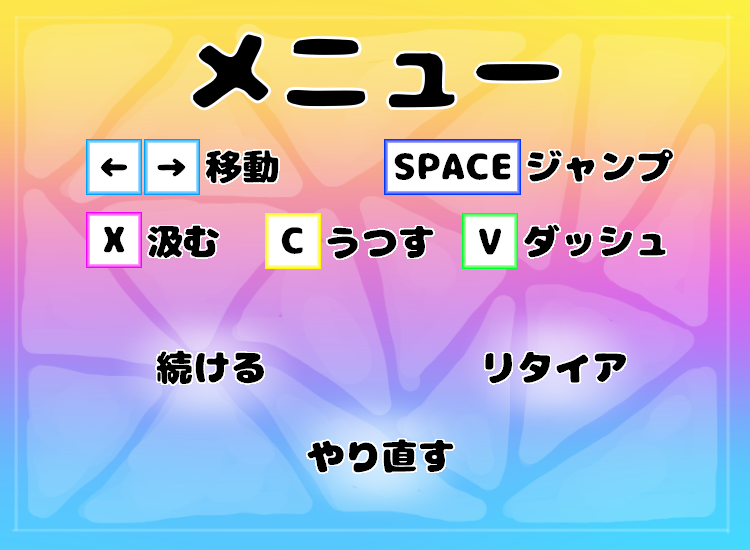 メニュー
← → 移動 SPACE ジャンプ
X 汲む C うつす V ダッシュ
続ける リタイア
やり直す